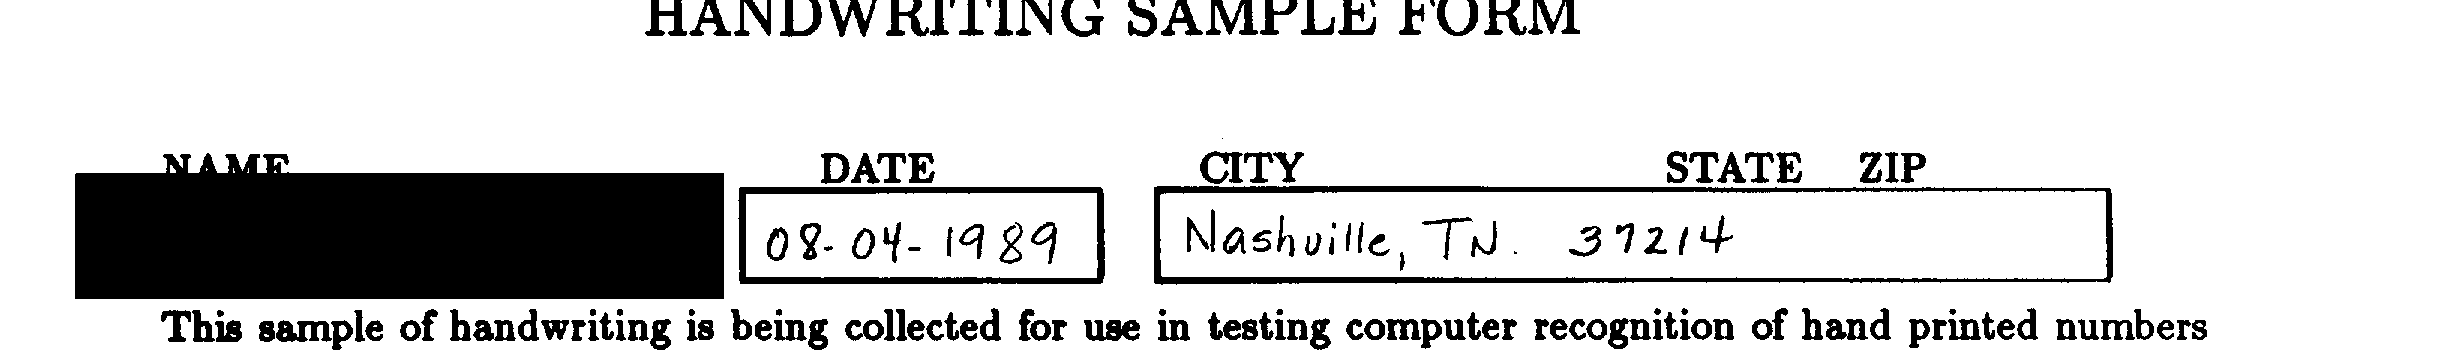 HANDWRITING SAMPLE FORM
NAME DATE CITY STATE ZIP
08-04-1989 Nashville, TN. 37214
This sample of handwriting is being collected for use in testing computer recognition of hand printed numbers